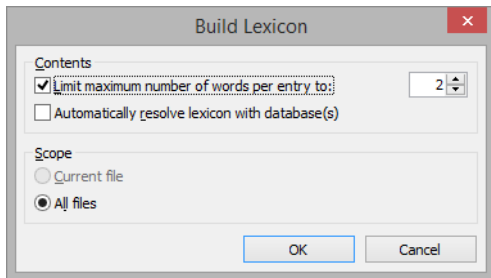 Build Lexicon
Contents
Limit maximum number of words per entry to: 2
Automatically resolve lexicon with database(s)
Scope
Current file
All files
OK Cancel